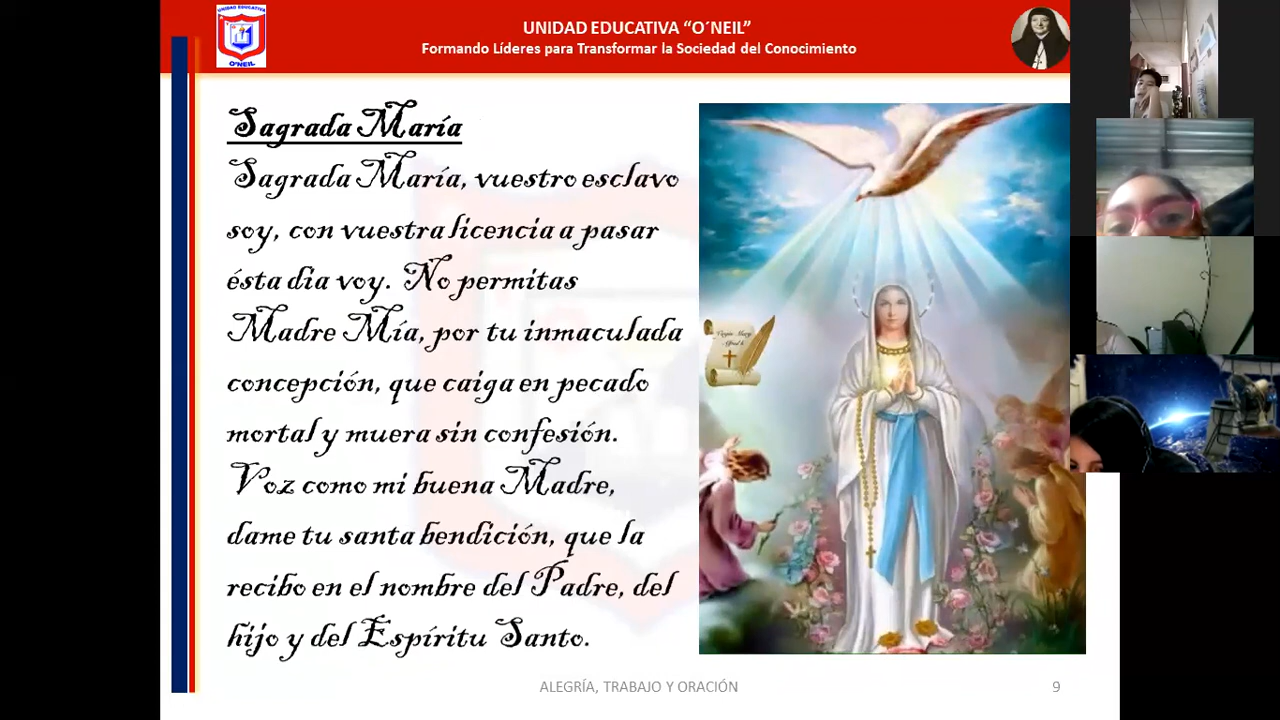 UNIDAD EDUCATIVA
O'NEIL
UNIDAD EDUCATIVA “O´NEIL”
Formando Líderes para Transformar la Sociedad del Conocimiento
Sagrada María
Sagrada María, vuestro esclavo
soy, con vuestra licencia a pasar
ésta dia voy. No permitas
Madre Mía, por tu inmaculada
concepción, que caiga en pecado
mortal y muera sin confesión.
Voz como mi buena Madre,
dame tu santa bendición, que la
recibo en el nombre del Padre, del
hijo y del Espíritu Santo.
ALEGRÍA, TRABAJO Y ORACIÓN
9